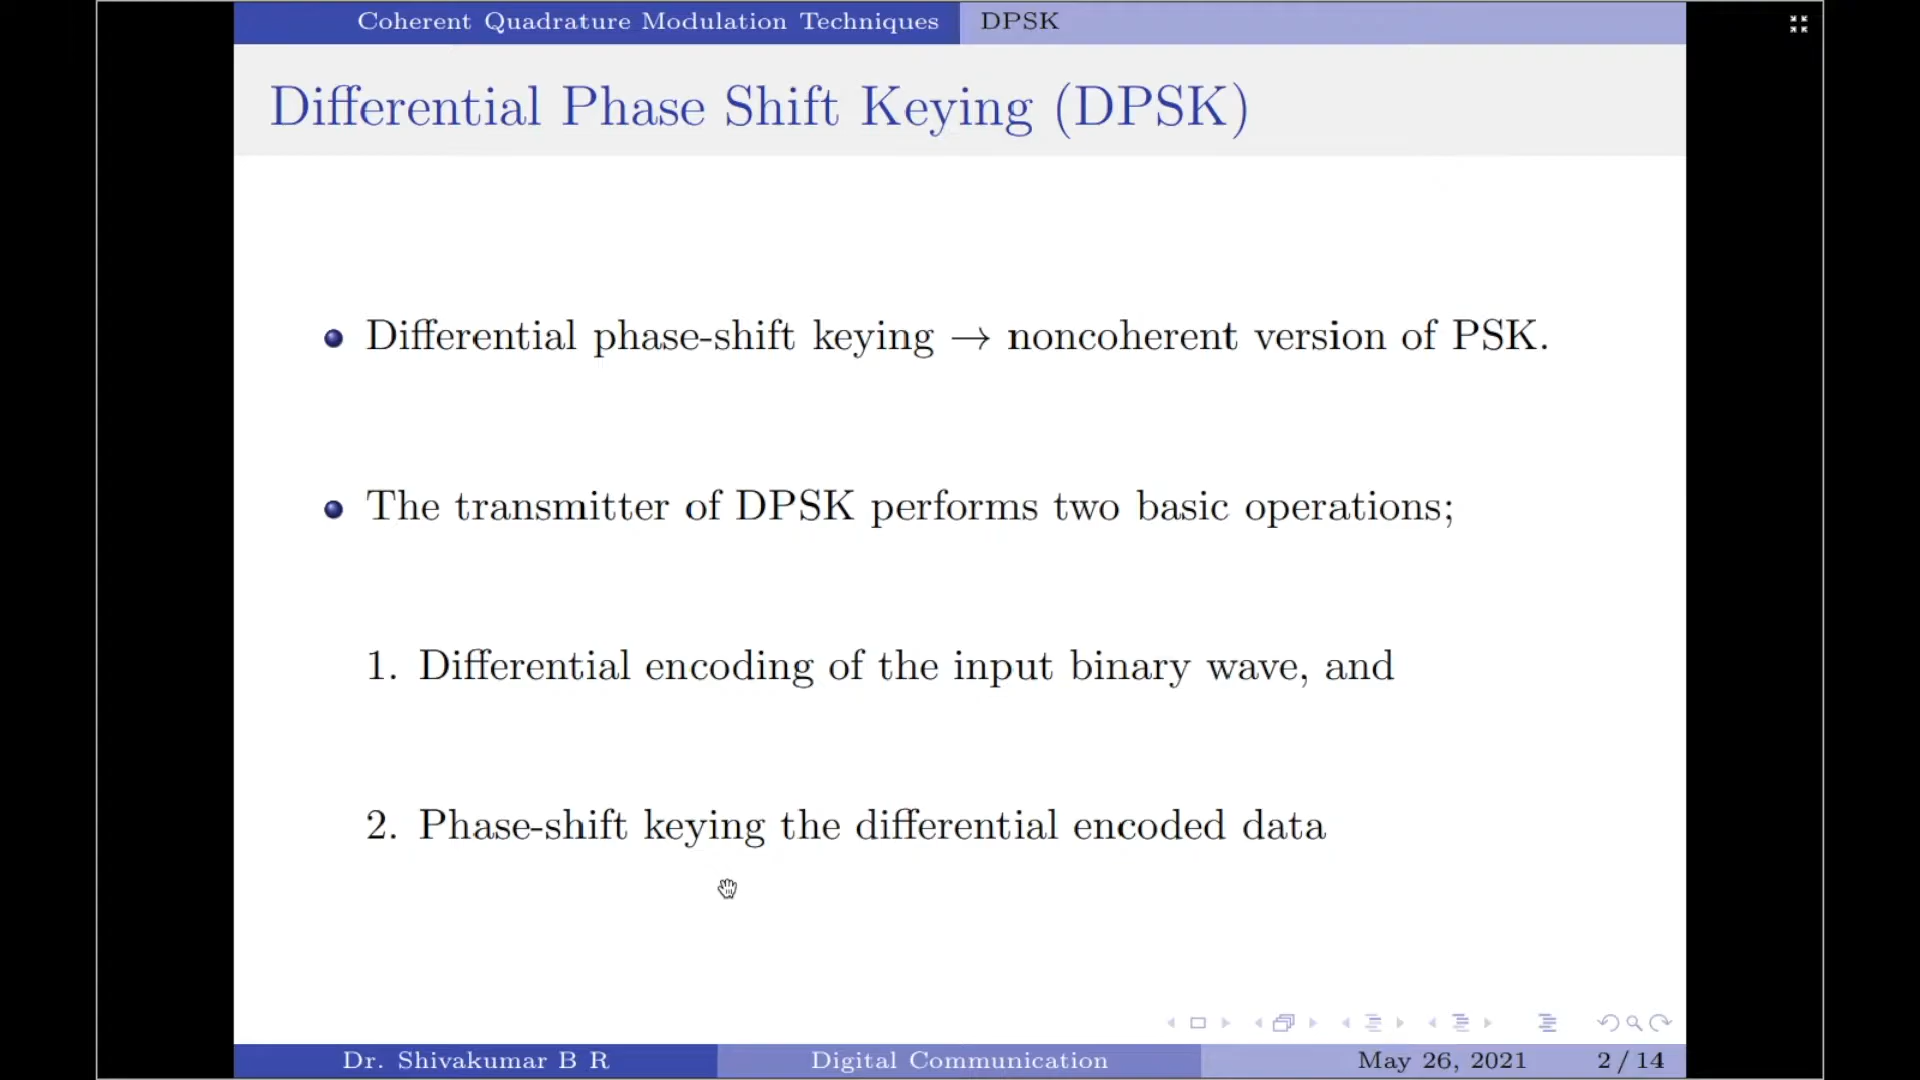 Coherent Quadrature Modulation Techniques DPSK
Differential Phase Shift Keying (DPSK)
Differential phase-shift keying → noncoherent version of PSK.
The transmitter of DPSK performs two basic operations;
1. Differential encoding of the input binary wave, and
2. Phase-shift keying the differential encoded data
Dr. Shivakumar B R Digital Communication May 26, 2021 2 / 14